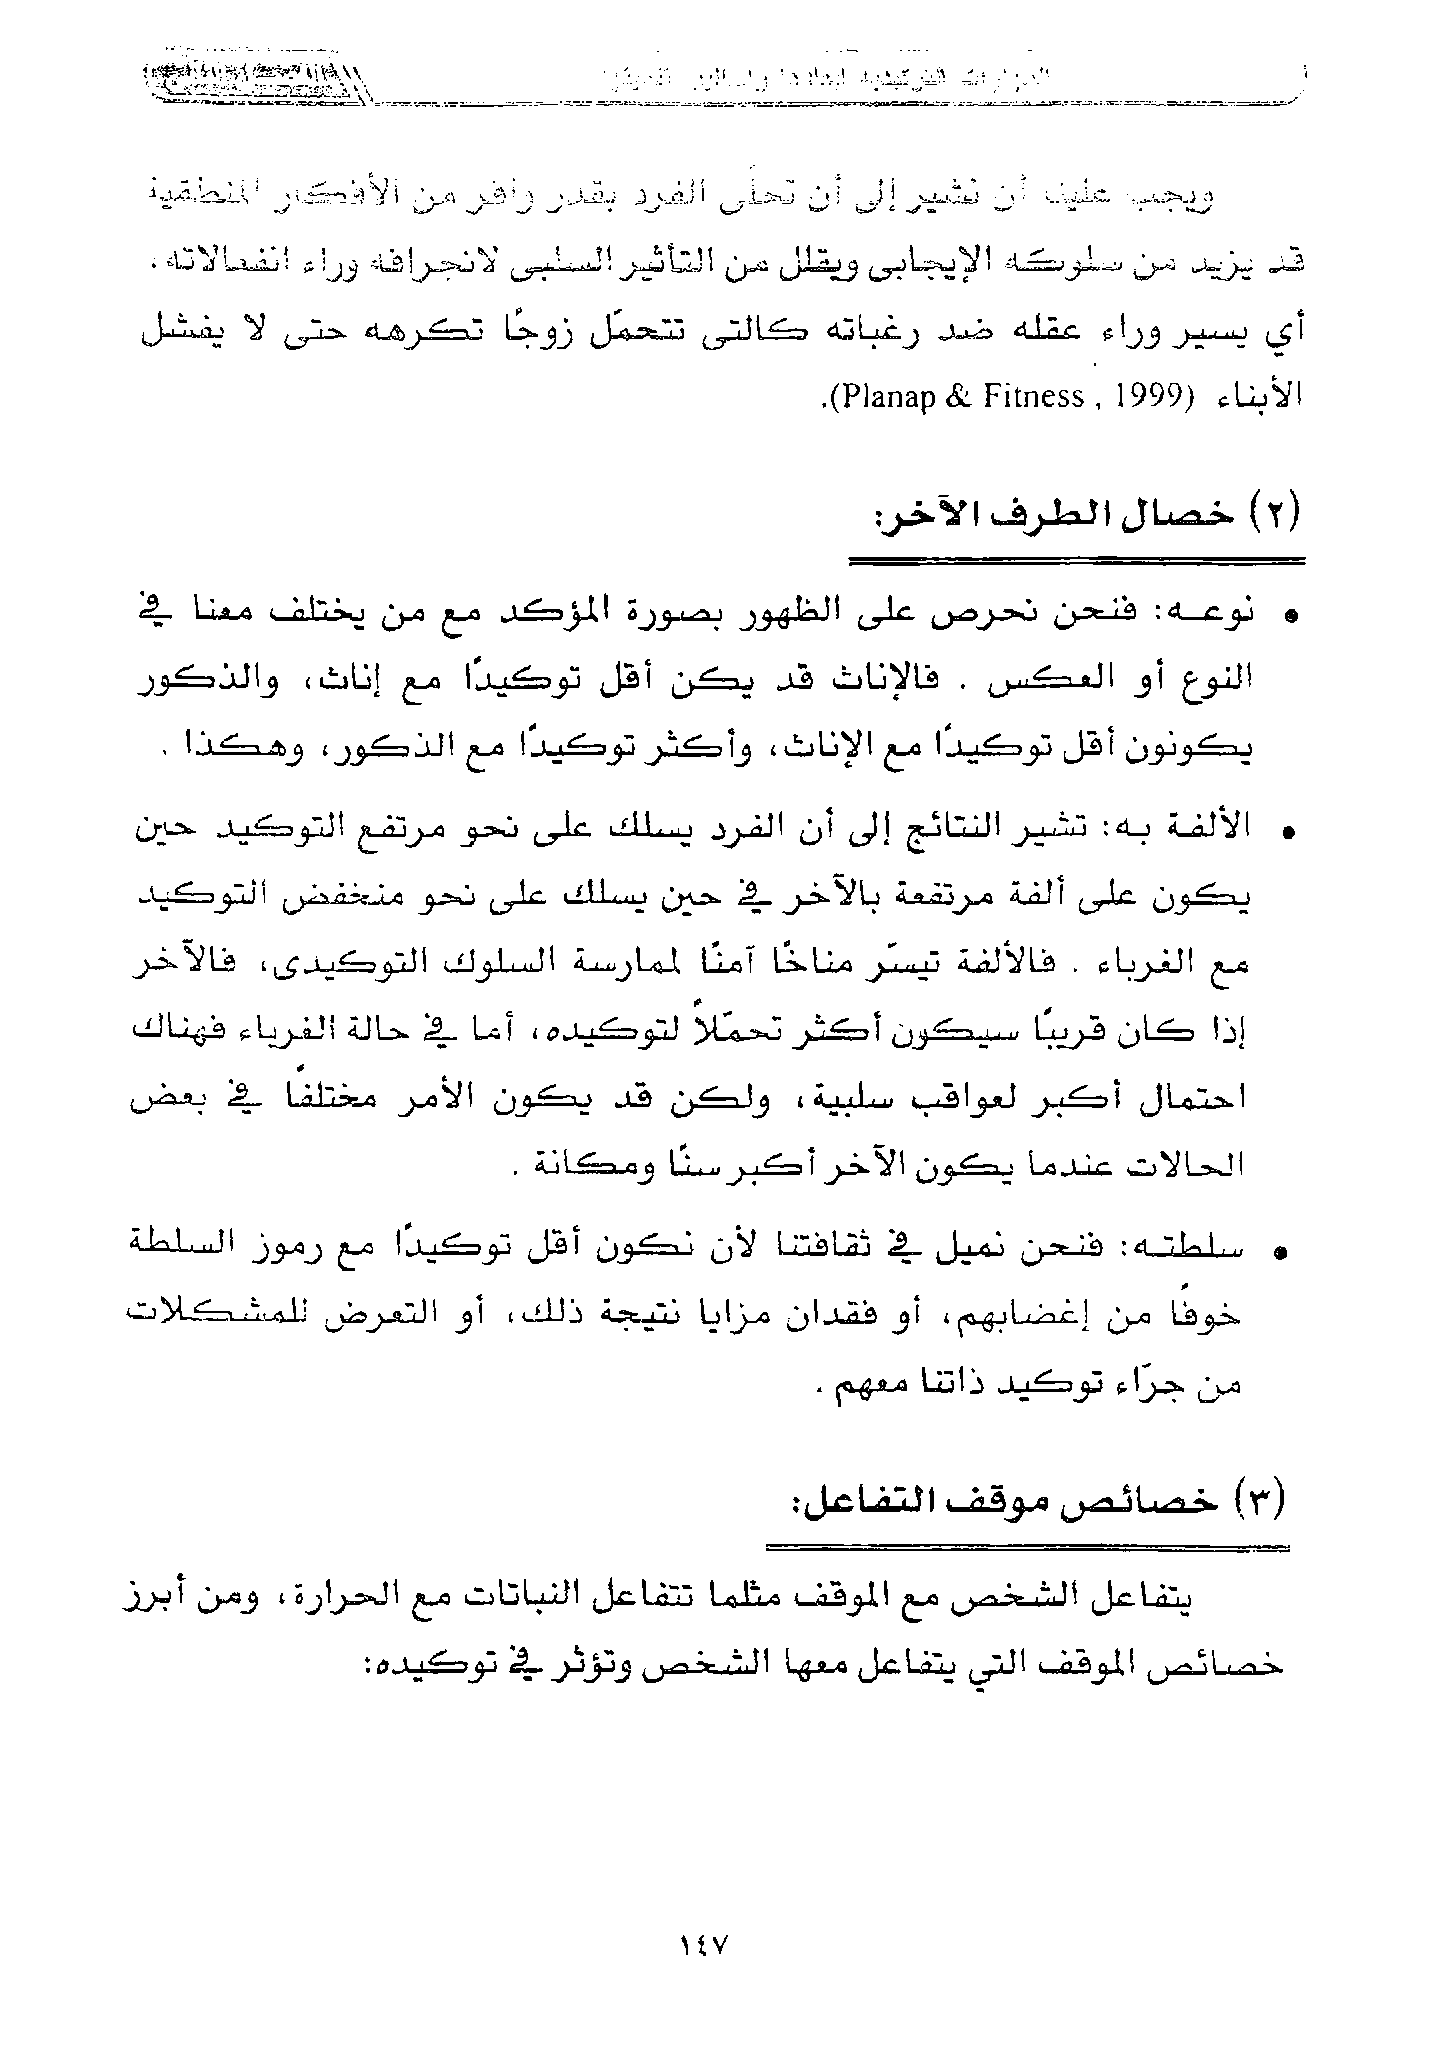 ويجب علينا أن نشير إلى أن تحلّى الفرد بقدر وافر من الأفكار المنطقية
قد يزيد من سلوكه الإيجابى ويقلل من التأثير السلبى لانجرافه وراء انفعالاته،
أي يسير وراء عقله ضد رغباته كالتى تتحمّل زوجًا تكرهه حتى لا يفشل
الأبناء (Planap & Fitness , 1999).
(٢) خصال الطرف الآخر:
• نوعـه: فنحن نحرص على الظهور بصورة المؤكد مع من يختلف معنا في
النوع أو العكس . فالإناث قد يكن أقل توكيدًا مع إناث، والذكور
يكونون أقل توكيدًا مع الإناث، وأكثر توكيدًا مع الذكور، وهكذا .
• الألفة بـه: تشير النتائج إلى أن الفرد يسلك على نحو مرتفع التوكيد حين
يكون على ألفة مرتفعة بالآخر في حين يسلك على نحو منخفض التوكيد
مع الغرباء . فالألفة تيسّر مناخًا آمنًا لممارسة السلوك التوكيدى، فالآخر
إذا كان قريبًا سيكون أكثر تحمّلاً لتوكيده، أما في حالة الغرباء فهناك
احتمال أكبر لعواقب سلبية، ولكن قد يكون الأمر مختلفًا في بعض
الحالات عندما يكون الآخر أكبر سنًا ومكانة .
• سلطتـه: فنحن نميل في ثقافتنا لأن نكون أقل توكيدًا مع رموز السلطة
خوفًا من إغضابهم، أو فقدان مزايا نتيجة ذلك، أو التعرض للمشكلات
من جرّاء توكيد ذاتنا معهم .
(٣) خصائص موقف التفاعل:
يتفاعل الشخص مع الموقف مثلما تتفاعل النباتات مع الحرارة، ومن أبرز
خصائص الموقف التي يتفاعل معها الشخص وتؤثر في توكيده:
١٤٧